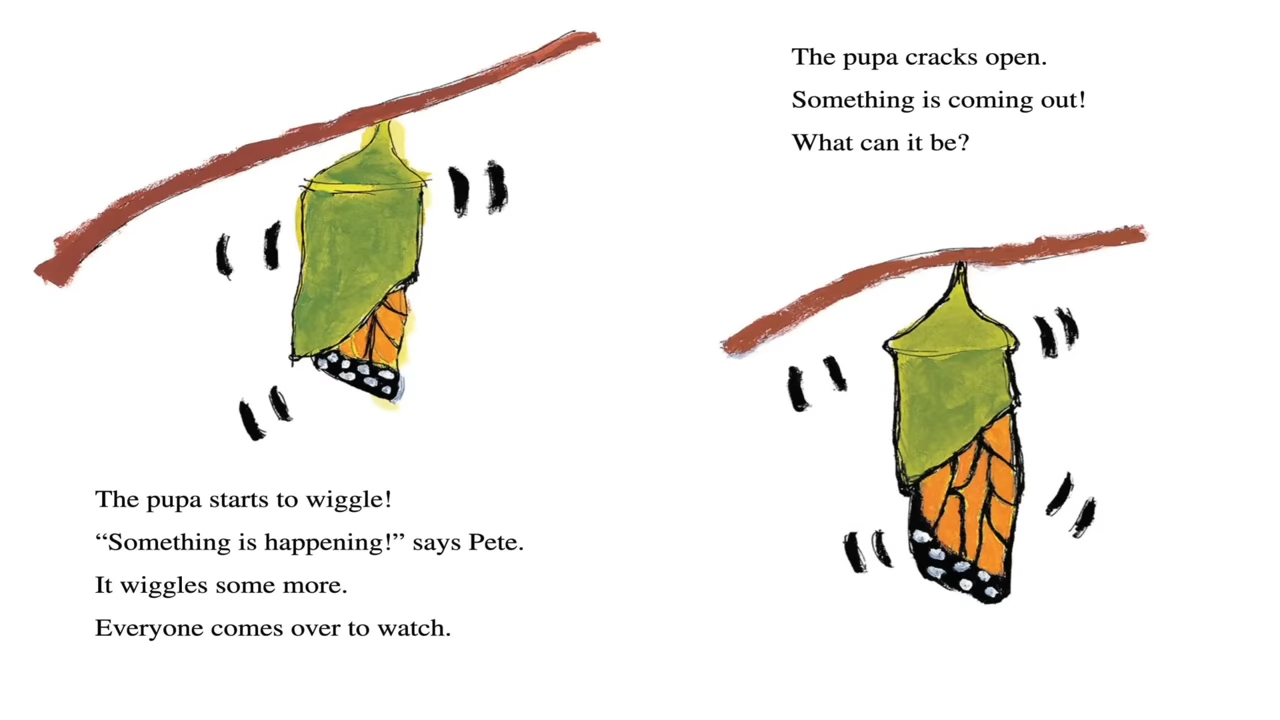 The pupa starts to wiggle!
“Something is happening!” says Pete.
It wiggles some more.
Everyone comes over to watch.
The pupa cracks open.
Something is coming out!
What can it be?